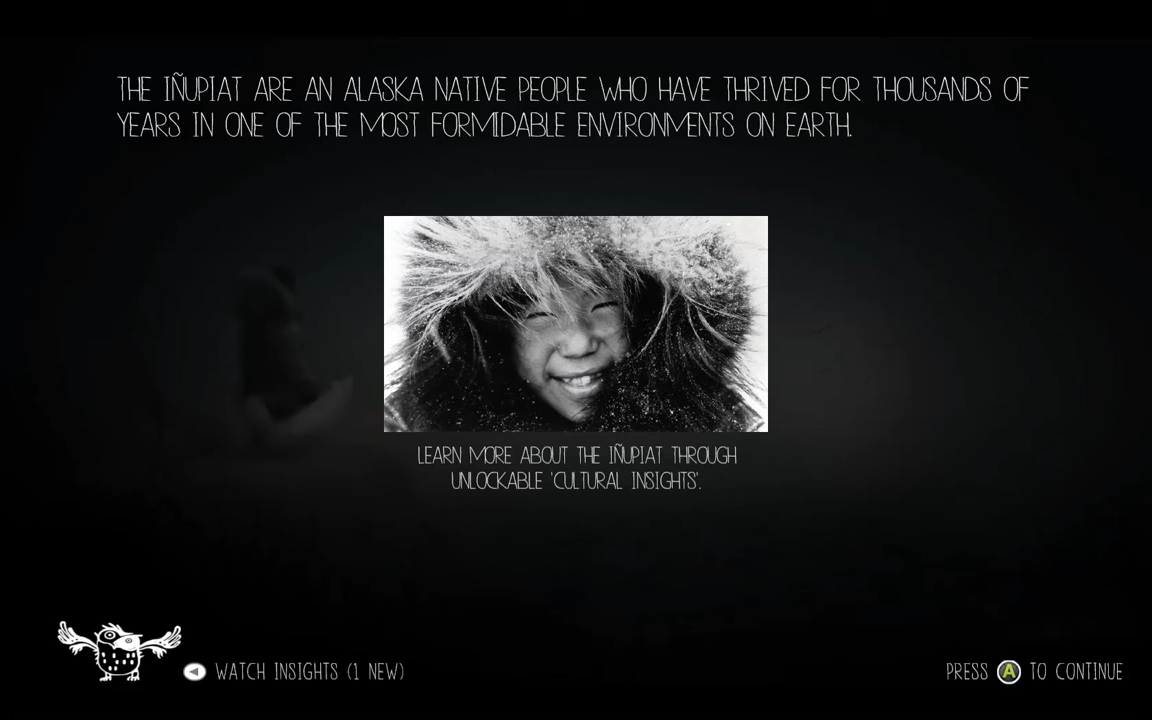 THE IÑUPIAT ARE AN ALASKA NATIVE PEOPLE WHO HAVE THRIVED FOR THOUSANDS OF
YEARS IN ONE OF THE MOST FORMIDABLE ENVIRONMENTS ON EARTH.
LEARN MORE ABOUT THE IÑUPIAT THROUGH
UNLOCKABLE 'CULTURAL INSIGHTS'.
WATCH INSIGHTS (1 NEW)
PRESS A TO CONTINUE